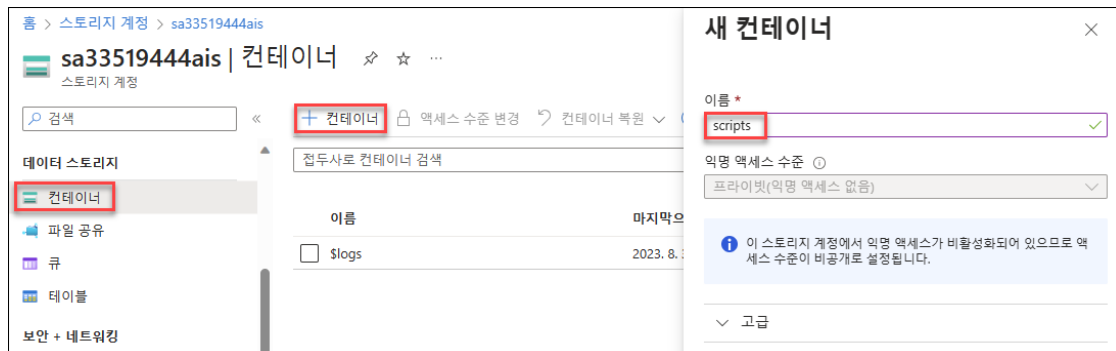 홈 > 스토리지 계정 > sa33519444ais
sa33519444ais | 컨테이너
스토리지 계정
검색
데이터 스토리지
컨테이너
파일 공유
큐
테이블
보안 + 네트워킹
+ 컨테이너 액세스 수준 변경 컨테이너 복원
접두사로 컨테이너 검색
이름 마지막으
$logs 2023. 8.
새 컨테이너
이름 *
scripts
익명 액세스 수준
프라이빗(익명 액세스 없음)
이 스토리지 계정에서 익명 액세스가 비활성화되어 있으므로 액
세스 수준이 비공개로 설정됩니다.
고급